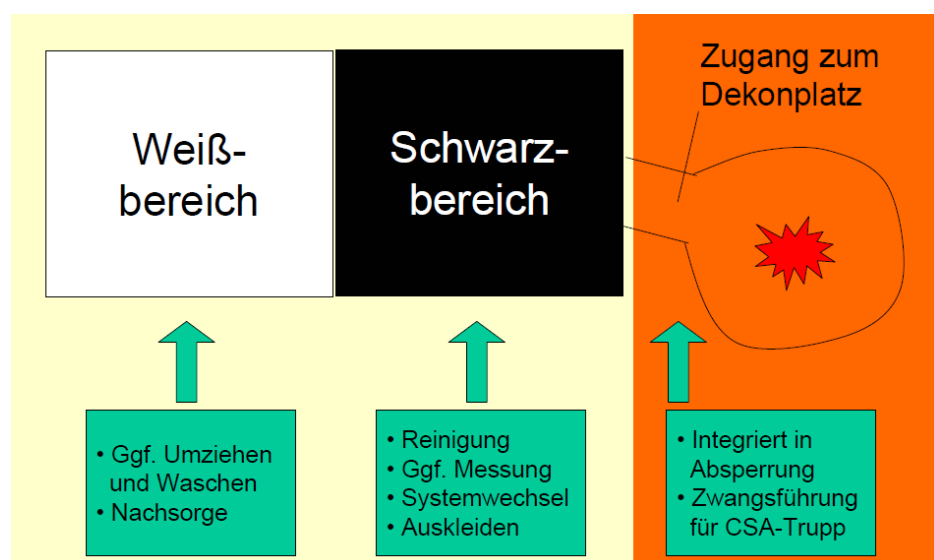 Weiß-
bereich
Schwarz-
bereich
Zugang zum
Dekonplatz
• Ggf. Umziehen
und Waschen
• Nachsorge
• Reinigung
• Ggf. Messung
• Systemwechsel
• Auskleiden
• Integriert in
Absperrung
• Zwangsführung
für CSA-Trupp